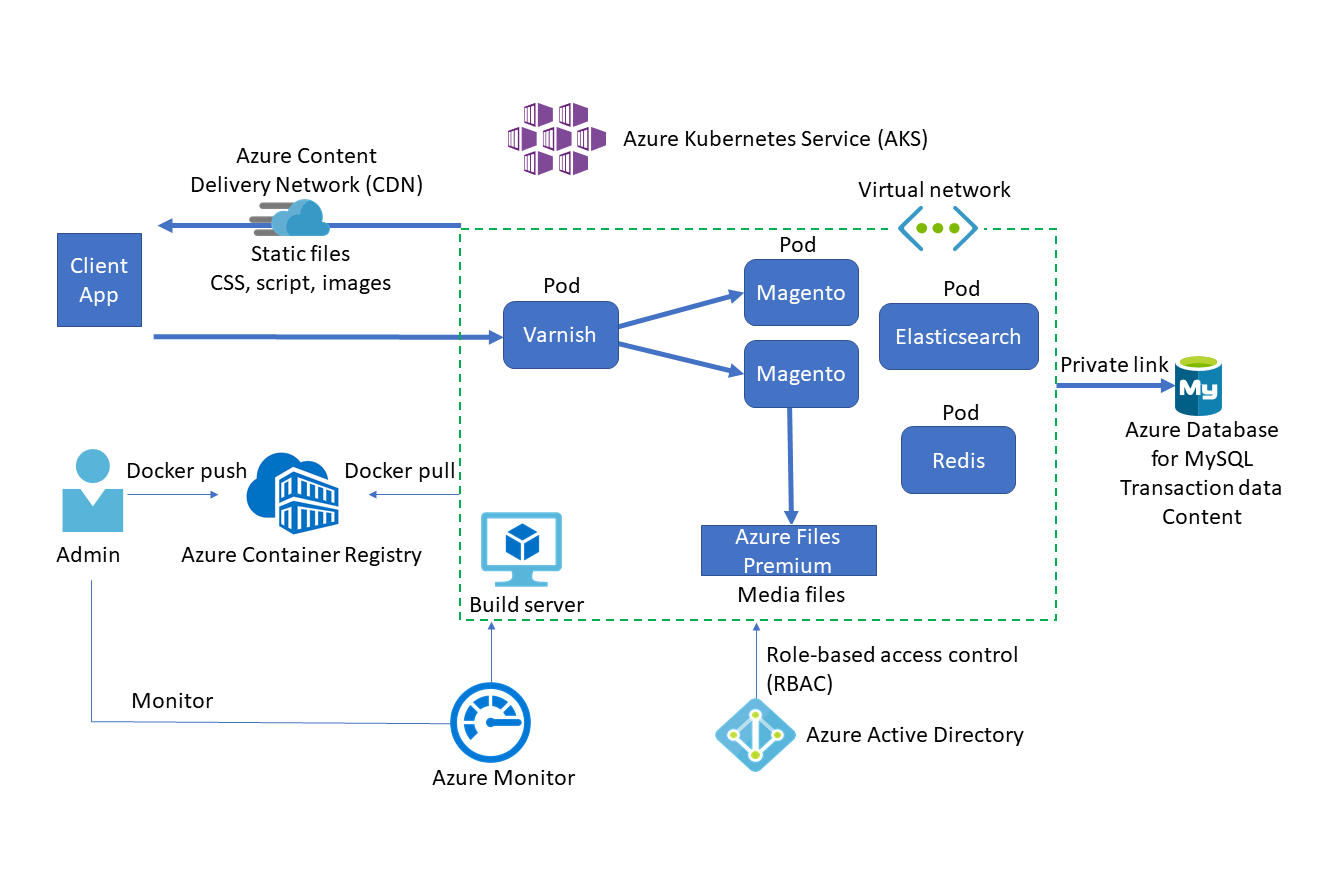 Azure Kubernetes Service (AKS)
Azure Content
Delivery Network (CDN)
Virtual network
Static files
CSS, script, images
Client
App
Pod
Varnish
Pod
Magento
Magento
Pod
Elasticsearch
Pod
Redis
Private link
My
Azure Database
for MySQL
Transaction data
Content
Docker push
Docker pull
Admin
Azure Container Registry
Build server
Azure Files
Premium
Media files
Role-based access control
(RBAC)
Monitor
Azure Active Directory
Azure Monitor